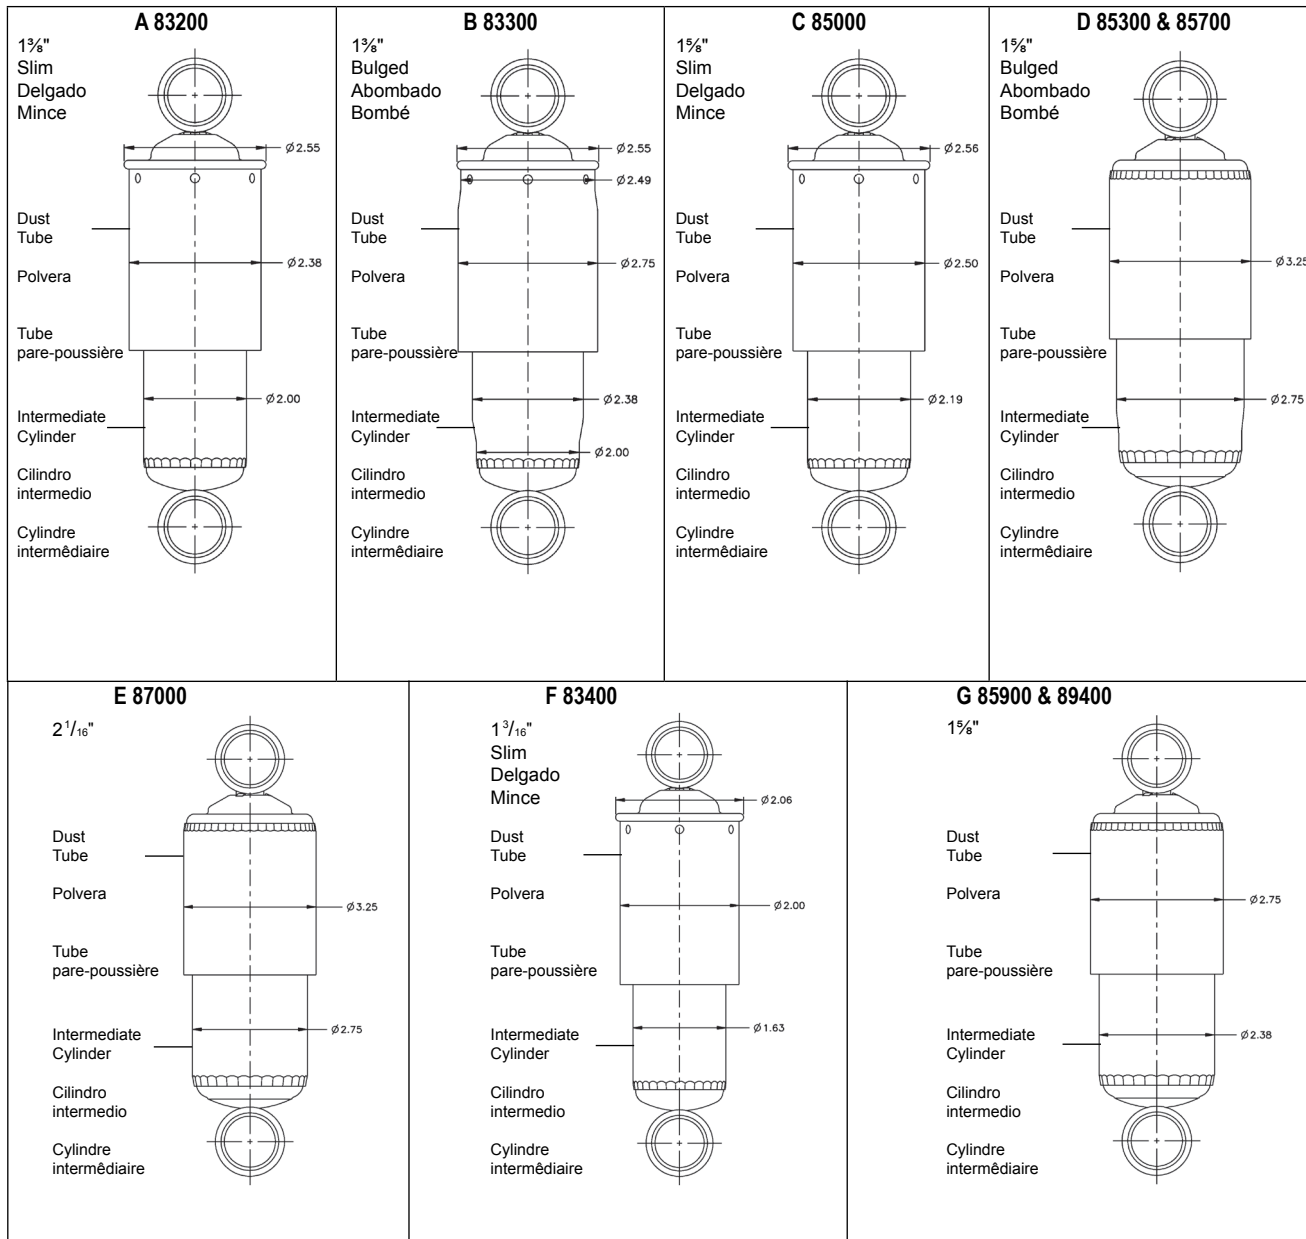 A 83200
1⅜"
Slim
Delgado
Mince
Ø2.55
Dust
Tube
Ø2.38
Polvera
Tube
pare-poussière
Ø2.00
Intermediate
Cylinder
Cilindro
intermedio
Cylindre
intermêdiaire
B 83300
1⅜"
Bulged
Abombado
Bombé
Ø2.55
Ø2.49
Dust
Tube
Ø2.75
Polvera
Tube
pare-poussière
Ø2.38
Intermediate
Cylinder
Ø2.00
Cilindro
intermedio
Cylindre
intermêdiaire
C 85000
1⅝"
Slim
Delgado
Mince
Ø2.56
Dust
Tube
Ø2.50
Polvera
Tube
pare-poussière
Ø2.19
Intermediate
Cylinder
Cilindro
intermedio
Cylindre
intermêdiaire
D 85300 & 85700
1⅝"
Bulged
Abombado
Bombé
Dust
Tube
Ø3.25
Polvera
Tube
pare-poussière
Ø2.75
Intermediate
Cylinder
Cilindro
intermedio
Cylindre
intermêdiaire
E 87000
2 1/16"
Dust
Tube
Polvera
Ø3.25
Tube
pare-poussière
Ø2.75
Intermediate
Cylinder
Cilindro
intermedio
Cylindre
intermêdiaire
F 83400
1 3/16"
Slim
Delgado
Mince
Ø2.06
Dust
Tube
Polvera
Ø2.00
Tube
pare-poussière
Ø1.63
Intermediate
Cylinder
Cilindro
intermedio
Cylindre
intermêdiaire
G 85900 & 89400
1⅝"
Dust
Tube
Polvera
Ø2.75
Tube
pare-poussière
Intermediate
Cylinder
Ø2.38
Cilindro
intermedio
Cylindre
intermêdiaire